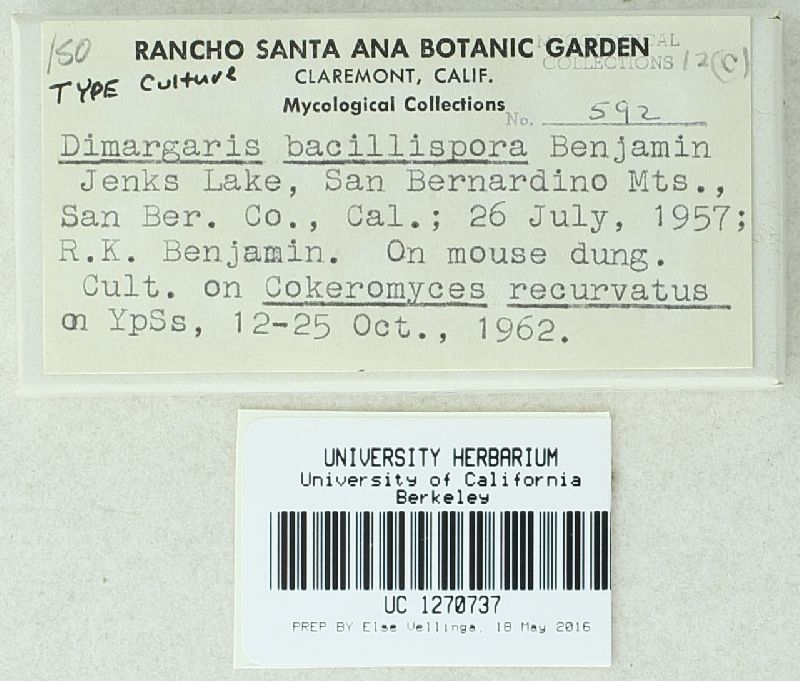 150 RANCHO SANTA ANA BOTANIC GARDEN
TYPE Culture CLAREMONT, CALIF. COLLECTIONS 12(C)
Mycological Collections
No. 592
Dimargaris bacillispora Benjamin
Jenks Lake, San Bernardino Mts.,
San Ber. Co., Cal.; 26 July, 1957;
R.K. Benjamin. On mouse dung.
Cult. on Cokeromyces recurvatus
on YpSs, 12-25 Oct., 1962.
UNIVERSITY HERBARIUM
University of California
Berkeley
UC 1270737
PREP BY Else Vellinga, 18 May 2016